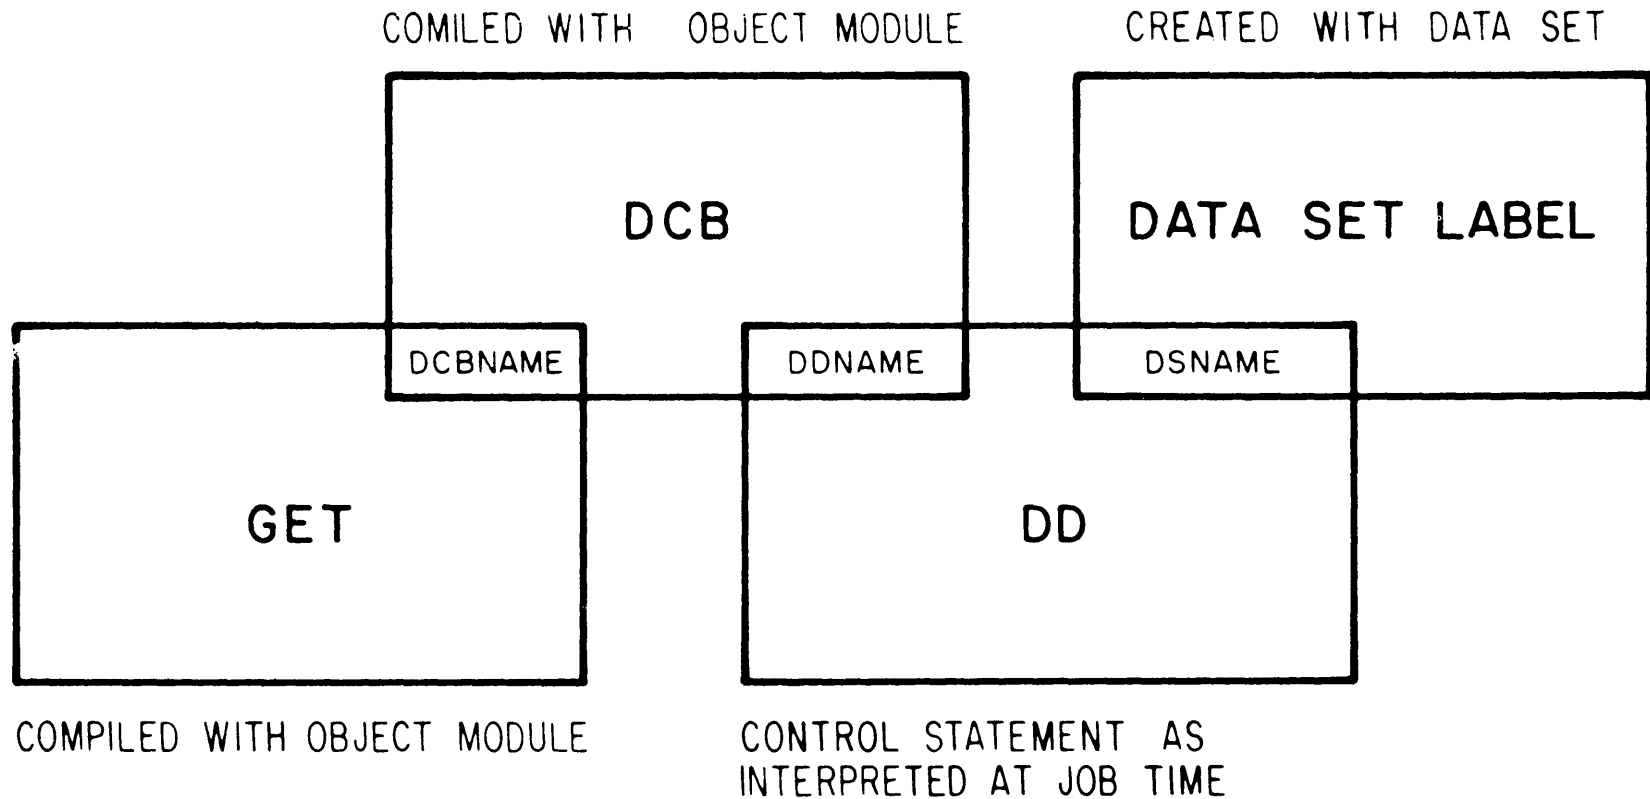 COMILED WITH OBJECT MODULE
CREATED WITH DATA SET
DCB
DATA SET LABEL
DCBNAME
DDNAME
DSNAME
GET
DD
COMPILED WITH OBJECT MODULE
CONTROL STATEMENT AS
INTERPRETED AT JOB TIME